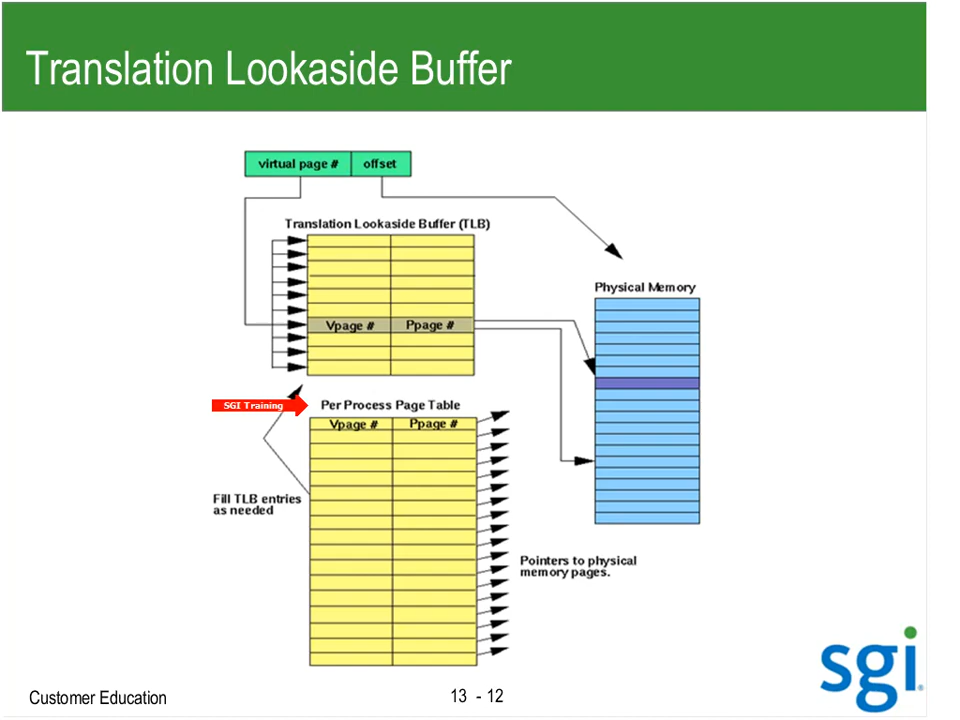 Translation Lookaside Buffer
virtual page # offset
Translation Lookaside Buffer (TLB)
Physical Memory
Vpage # Ppage #
SGI Training
Per Process Page Table
Vpage # Ppage #
Fill TLB entries
as needed
Pointers to physical
memory pages.
sgi
Customer Education
13 - 12